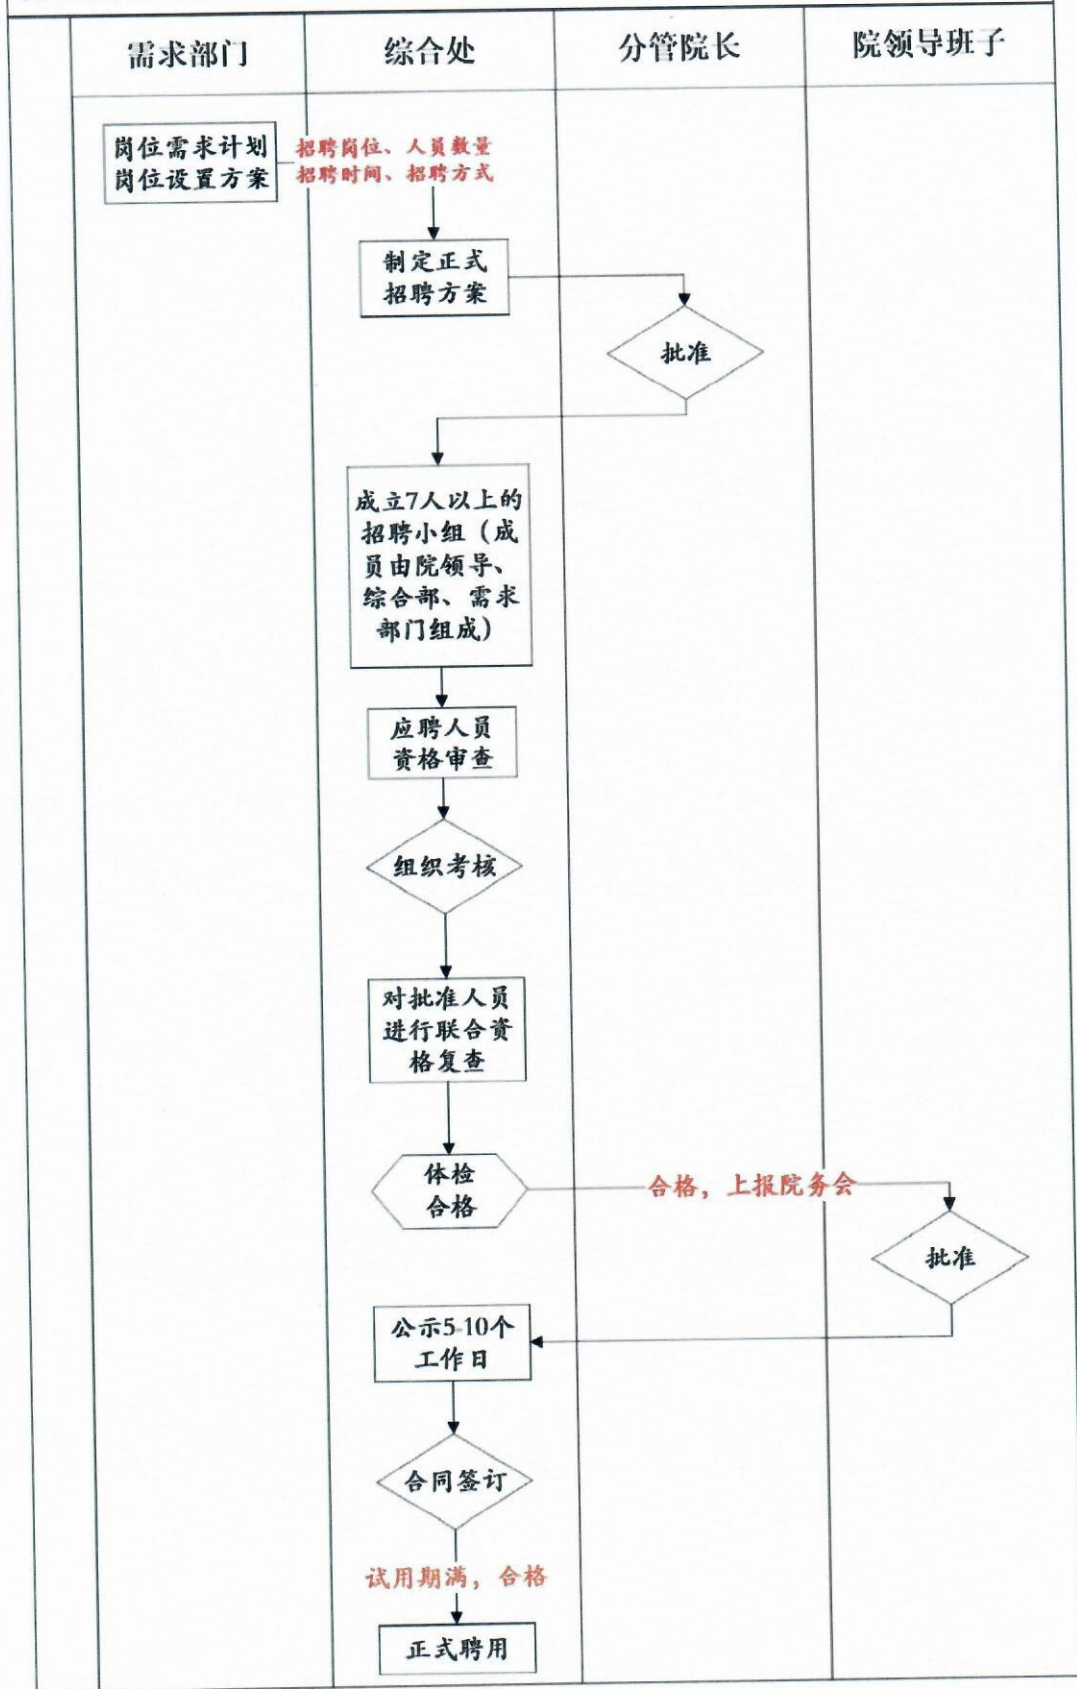 需求部门
综合处
分管院长
院领导班子
岗位需求计划
岗位设置方案
招聘岗位、人员数量
招聘时间、招聘方式
制定正式
招聘方案
批准
成立7人以上的
招聘小组（成
员由院领导、
综合部、需求
部门组成）
应聘人员
资格审查
组织考核
对批准人员
进行联合资
格复查
体检
合格
合格，上报院务会
批准
公示5-10个
工作日
合同签订
试用期满，合格
正式聘用